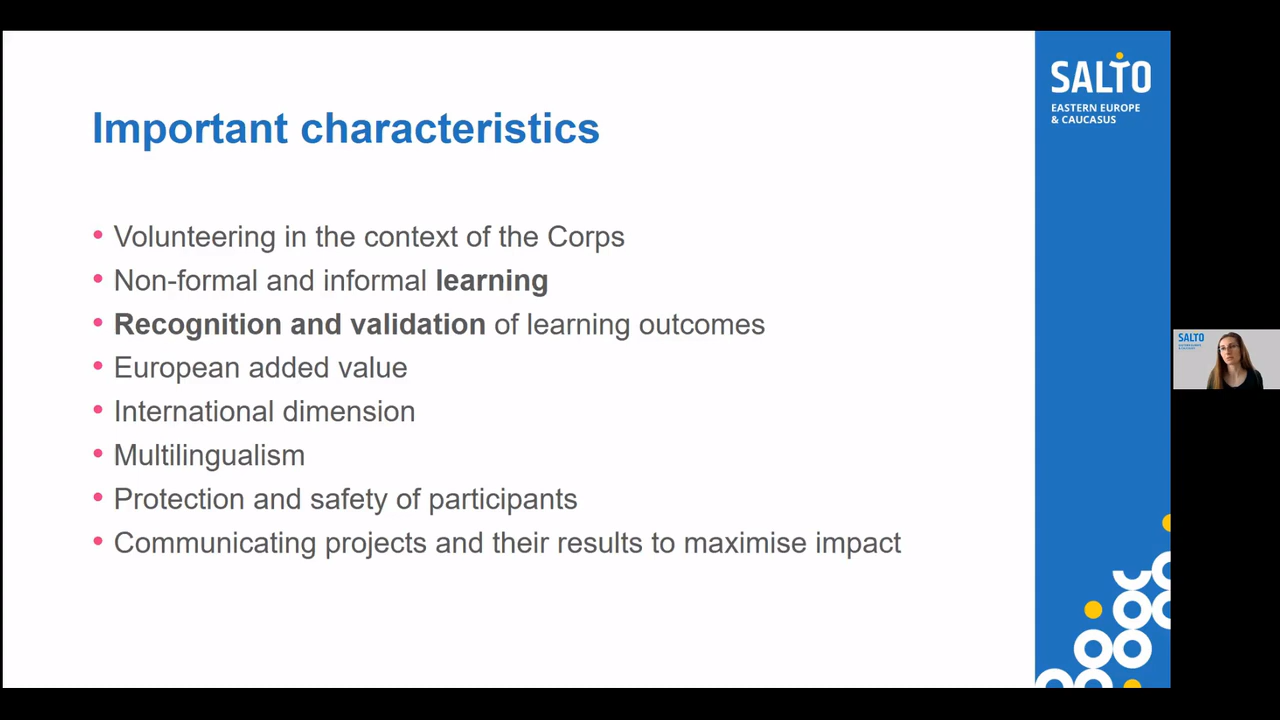 Important characteristics
• Volunteering in the context of the Corps
• Non-formal and informal learning
• Recognition and validation of learning outcomes
• European added value
• International dimension
• Multilingualism
• Protection and safety of participants
• Communicating projects and their results to maximise impact
SALTO
EASTERN EUROPE
& CAUCASUS
SALTO